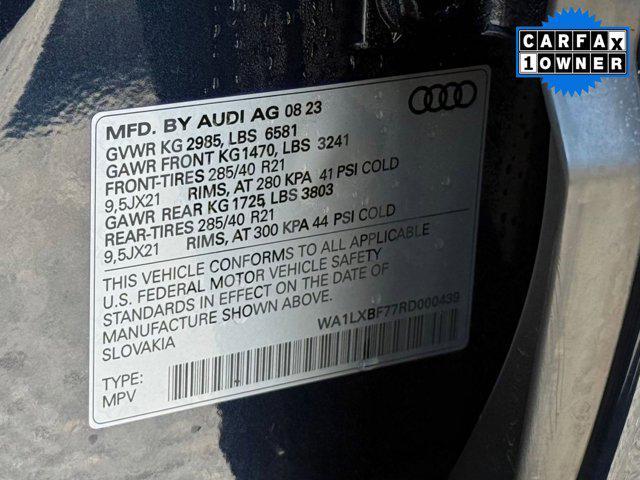 CARFAX
1 OWNER
MFD. BY AUDI AG 08 23
GVWR KG 2985, LBS 6581
GAWR FRONT KG1470, LBS 3241
FRONT-TIRES 285/40 R21
9,5JX21 RIMS, AT 280 KPA 41 PSI COLD
GAWR REAR KG 1725, LBS 3803
REAR-TIRES 285/40 R21
9,5JX21 RIMS, AT 300 KPA 44 PSI COLD
THIS VEHICLE CONFORMS TO ALL APPLICABLE
U.S. FEDERAL MOTOR VEHICLE SAFETY
STANDARDS IN EFFECT ON THE DATE OF
MANUFACTURE SHOWN ABOVE.
SLOVAKIA
WA1LXBF77RD000439
TYPE:
MPV